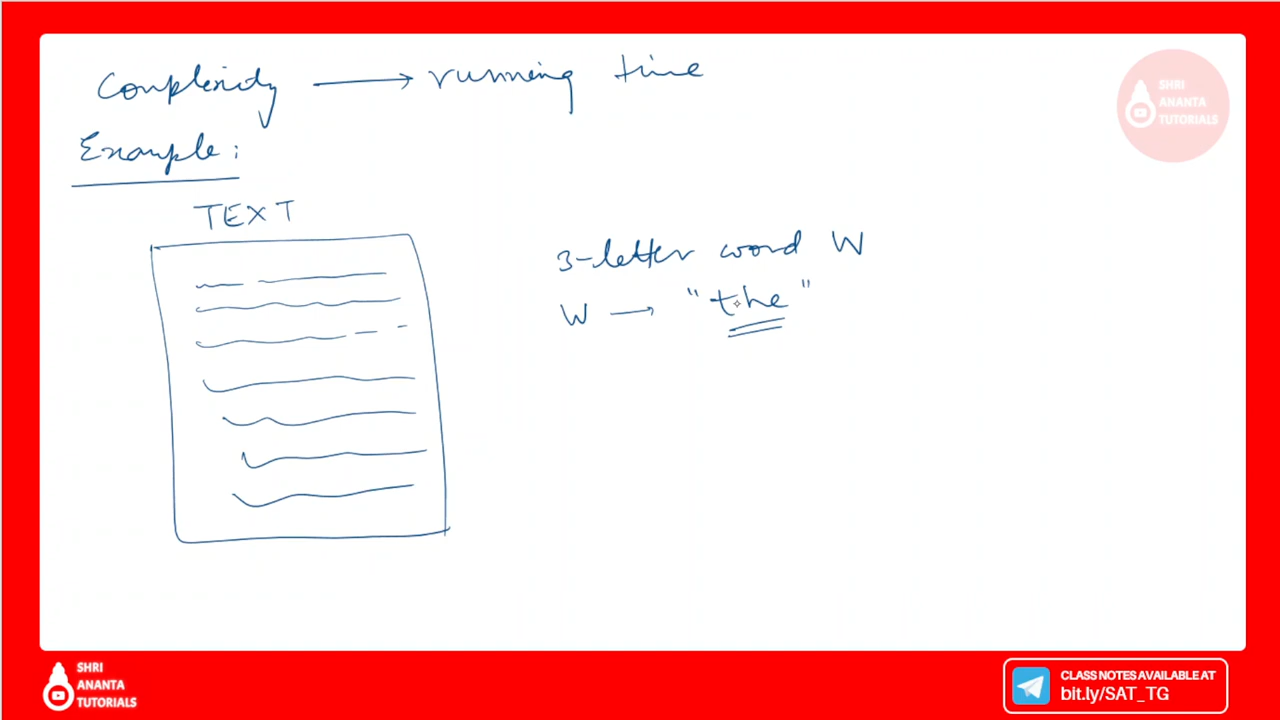 Complexity → running time
Example:
TEXT
3-letter word W
W → "the"
SHRI
ANANTA
TUTORIALS
SHRI
ANANTA
TUTORIALS
CLASS NOTES AVAILABLE AT
bit.ly/SAT_TG